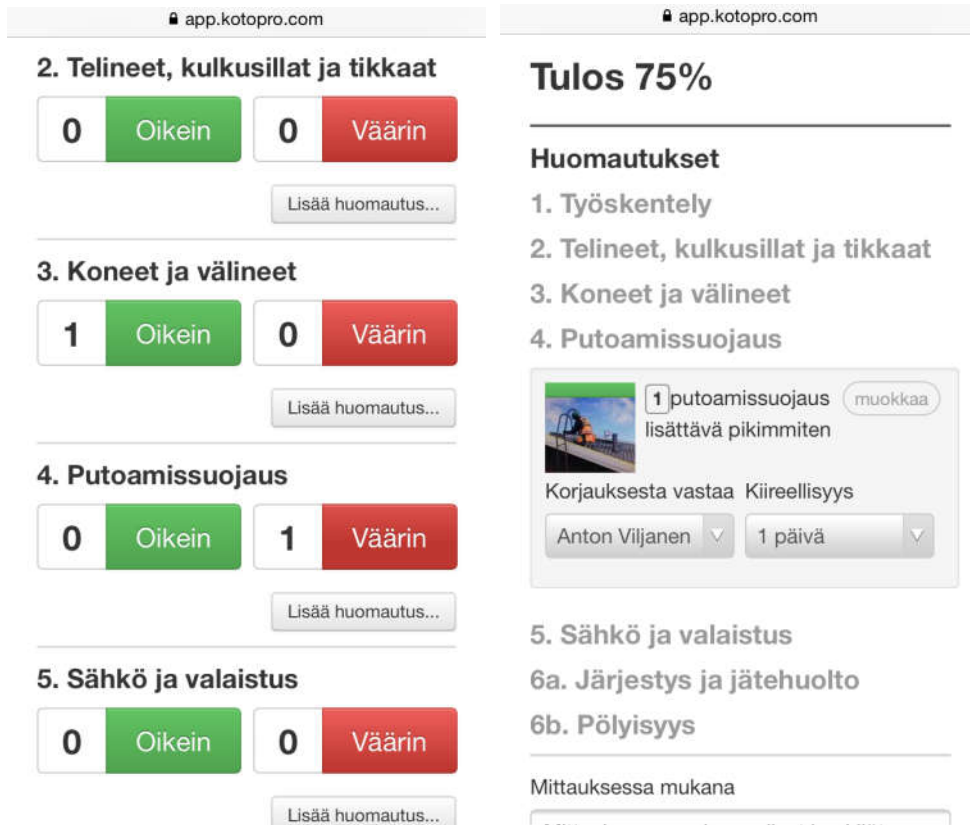 app.kotopro.com
2. Telineet, kulkusillat ja tikkaat
0 Oikein 0 Väärin
Lisää huomautus...
3. Koneet ja välineet
1 Oikein 0 Väärin
Lisää huomautus...
4. Putoamissuojaus
0 Oikein 1 Väärin
Lisää huomautus...
5. Sähkö ja valaistus
0 Oikein 0 Väärin
Lisää huomautus...
app.kotopro.com
Tulos 75%
Huomautukset
1. Työskentely
2. Telineet, kulkusillat ja tikkaat
3. Koneet ja välineet
4. Putoamissuojaus
1 putoamissuojaus muokkaa
lisättävä pikimmiten
Korjauksesta vastaa Kiireellisyys
Anton Viljanen 1 päivä
5. Sähkö ja valaistus
6a. Järjestys ja jätehuolto
6b. Pölyisyys
Mittauksessa mukana